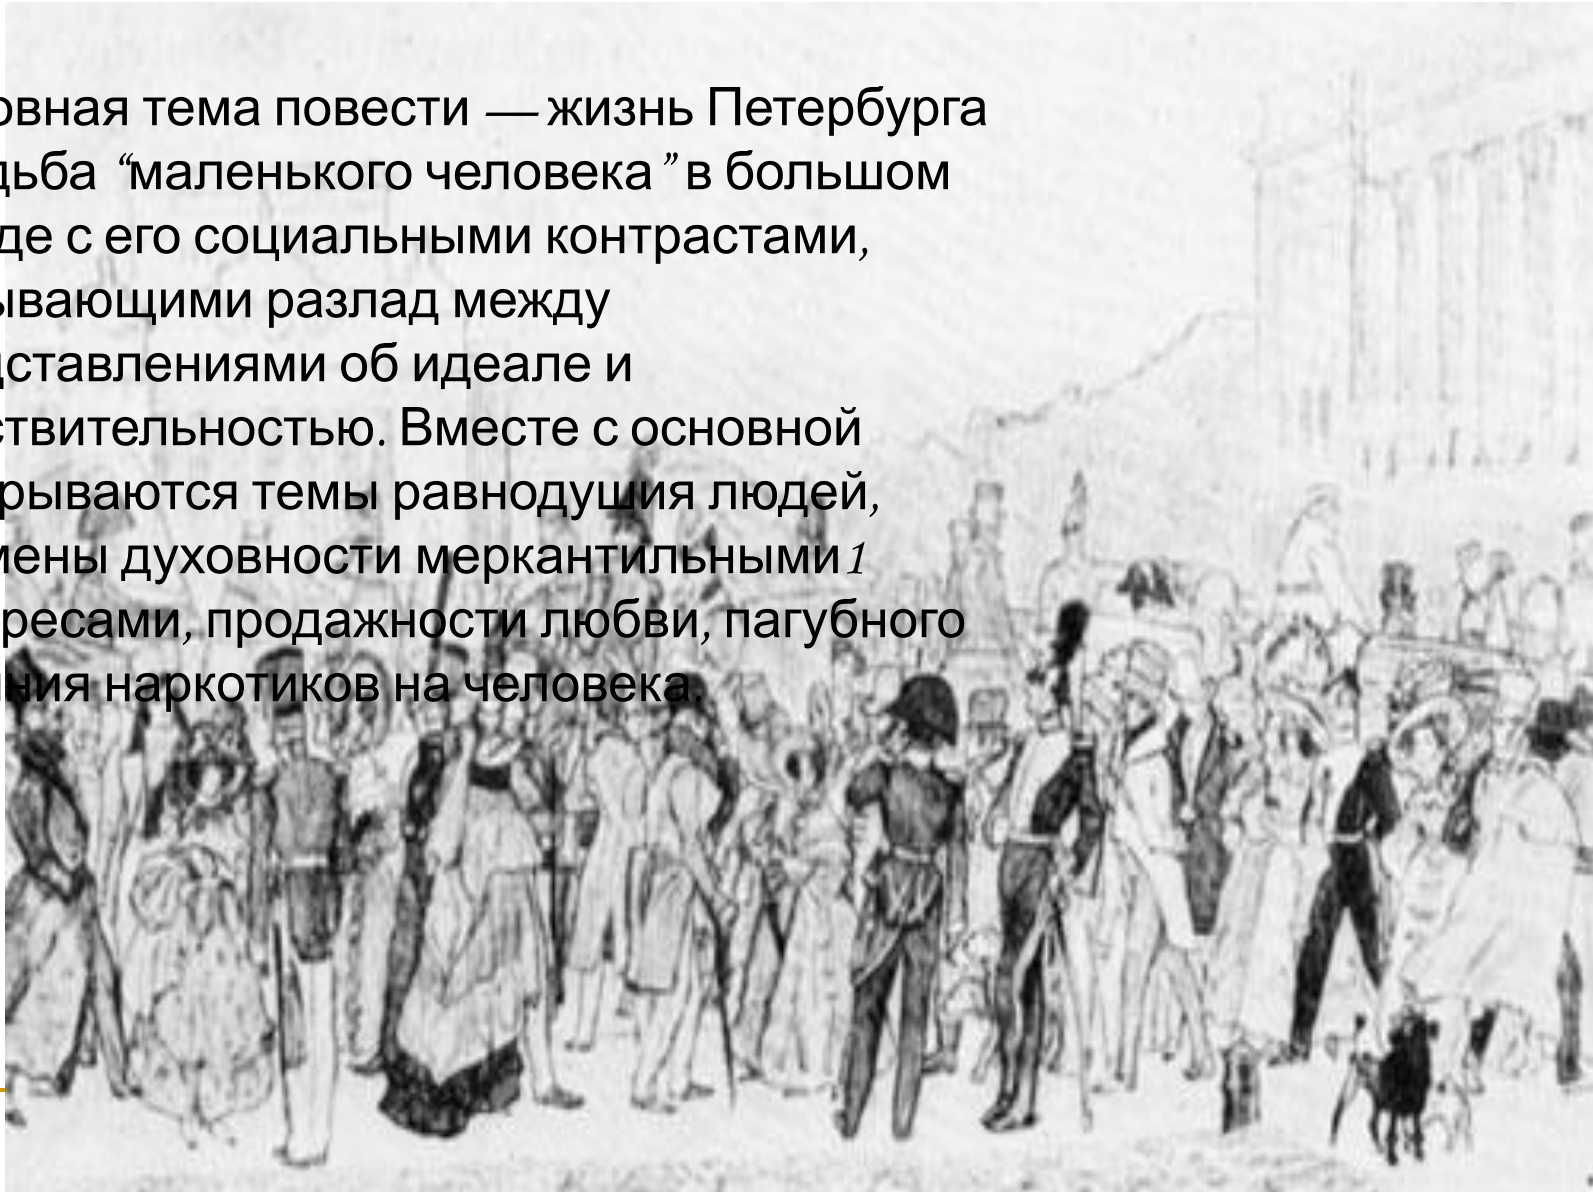 овная тема повести — жизнь Петербурга
дьба “маленького человека” в большом
де с его социальными контрастами,
ывающими разлад между
дставлениями об идеале и
ствительностью. Вместе с основной
рываются темы равнодушия людей,
мены духовности меркантильными1
ресами, продажности любви, пагубного
ния наркотиков на человека.